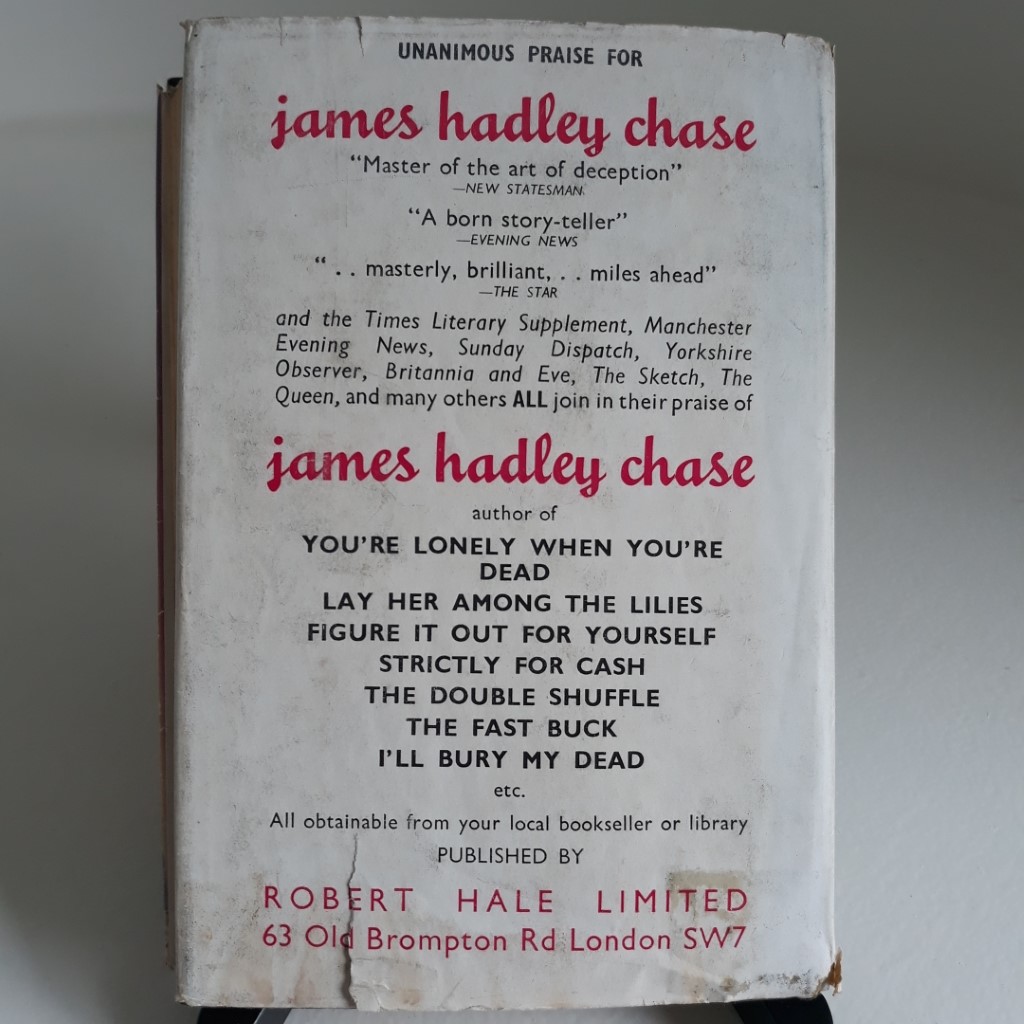 UNANIMOUS PRAISE FOR
james hadley chase
“Master of the art of deception”
—NEW STATESMAN.
“A born story-teller”
—EVENING NEWS
“ . . masterly, brilliant, . . miles ahead”
—THE STAR
and the Times Literary Supplement, Manchester
Evening News, Sunday Dispatch, Yorkshire
Observer, Britannia and Eve, The Sketch, The
Queen, and many others ALL join in their praise of
james hadley chase
author of
YOU’RE LONELY WHEN YOU’RE
DEAD
LAY HER AMONG THE LILIES
FIGURE IT OUT FOR YOURSELF
STRICTLY FOR CASH
THE DOUBLE SHUFFLE
THE FAST BUCK
I’LL BURY MY DEAD
etc.
All obtainable from your local bookseller or library
PUBLISHED BY
ROBERT HALE LIMITED
63 Old Brompton Rd London SW7